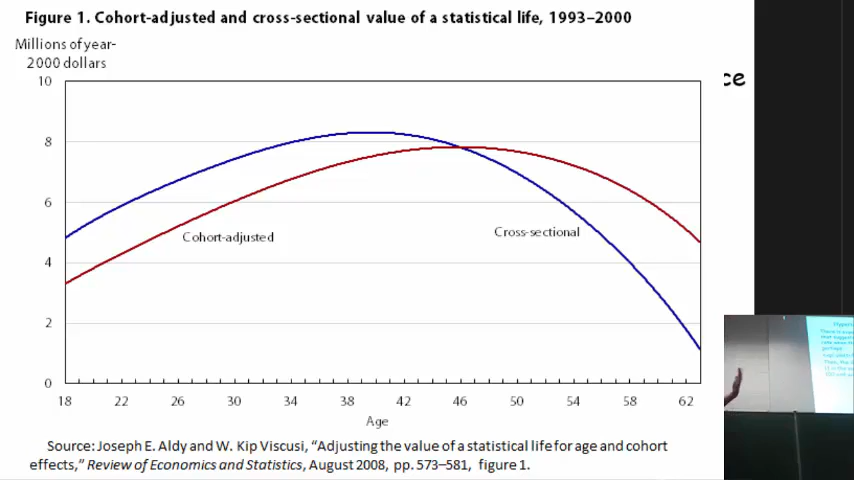 Figure 1. Cohort-adjusted and cross-sectional value of a statistical life, 1993–2000
Millions of year-
2000 dollars
10
8
6
4
2
0
Cohort-adjusted
Cross-sectional
18 22 26 30 34 38 42 46 50 54 58 62
Age
Source: Joseph E. Aldy and W. Kip Viscusi, “Adjusting the value of a statistical life for age and cohort
effects,” Review of Economics and Statistics, August 2008, pp. 573–581, figure 1.
ce